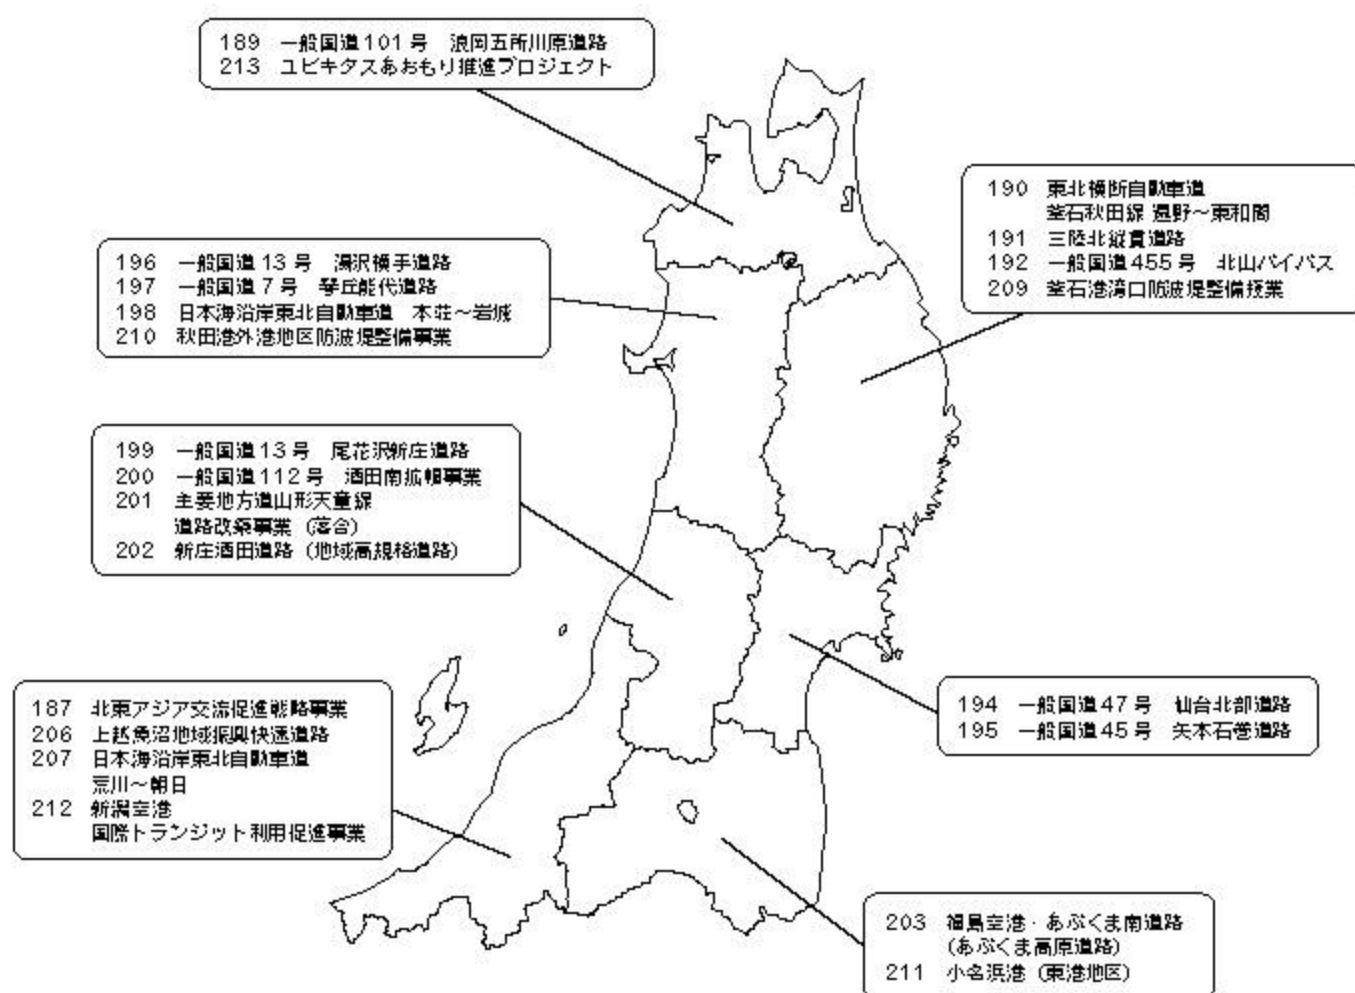 189 一般国道101号 浪岡五所川原道路
213 ユビキタスあおもり推進プロジェクト
190 東北横断自動車道
釜石秋田線 遠野～東和間
191 三陸北縦貫道路
192 一般国道455号 北山バイパス
209 釜石港湾口防波堤整備授業
196 一般国道13号 湯沢横手道路
197 一般国道7号 琴丘能代道路
198 日本海沿岸東北自動車道 本荘～岩城
210 秋田港外港地区防波堤整備事業
199 一般国道13号 尾花沢新庄道路
200 一般国道112号 酒田南拡幅事業
201 主要地方道山形天童線
道路改築事業（落合）
202 新庄酒田道路（地域高規格道路）
194 一般国道47号 仙台北部道路
195 一般国道45号 矢本石巻道路
187 北東アジア交流促進戦略事業
206 上越魚沼地域振興快速道路
207 日本海沿岸東北自動車道
荒川～朝日
212 新潟空港
国際トランジット利用促進事業
203 福島空港・あぶくま南道路
(あぶくま高原道路)
211 小名浜港（東港地区）